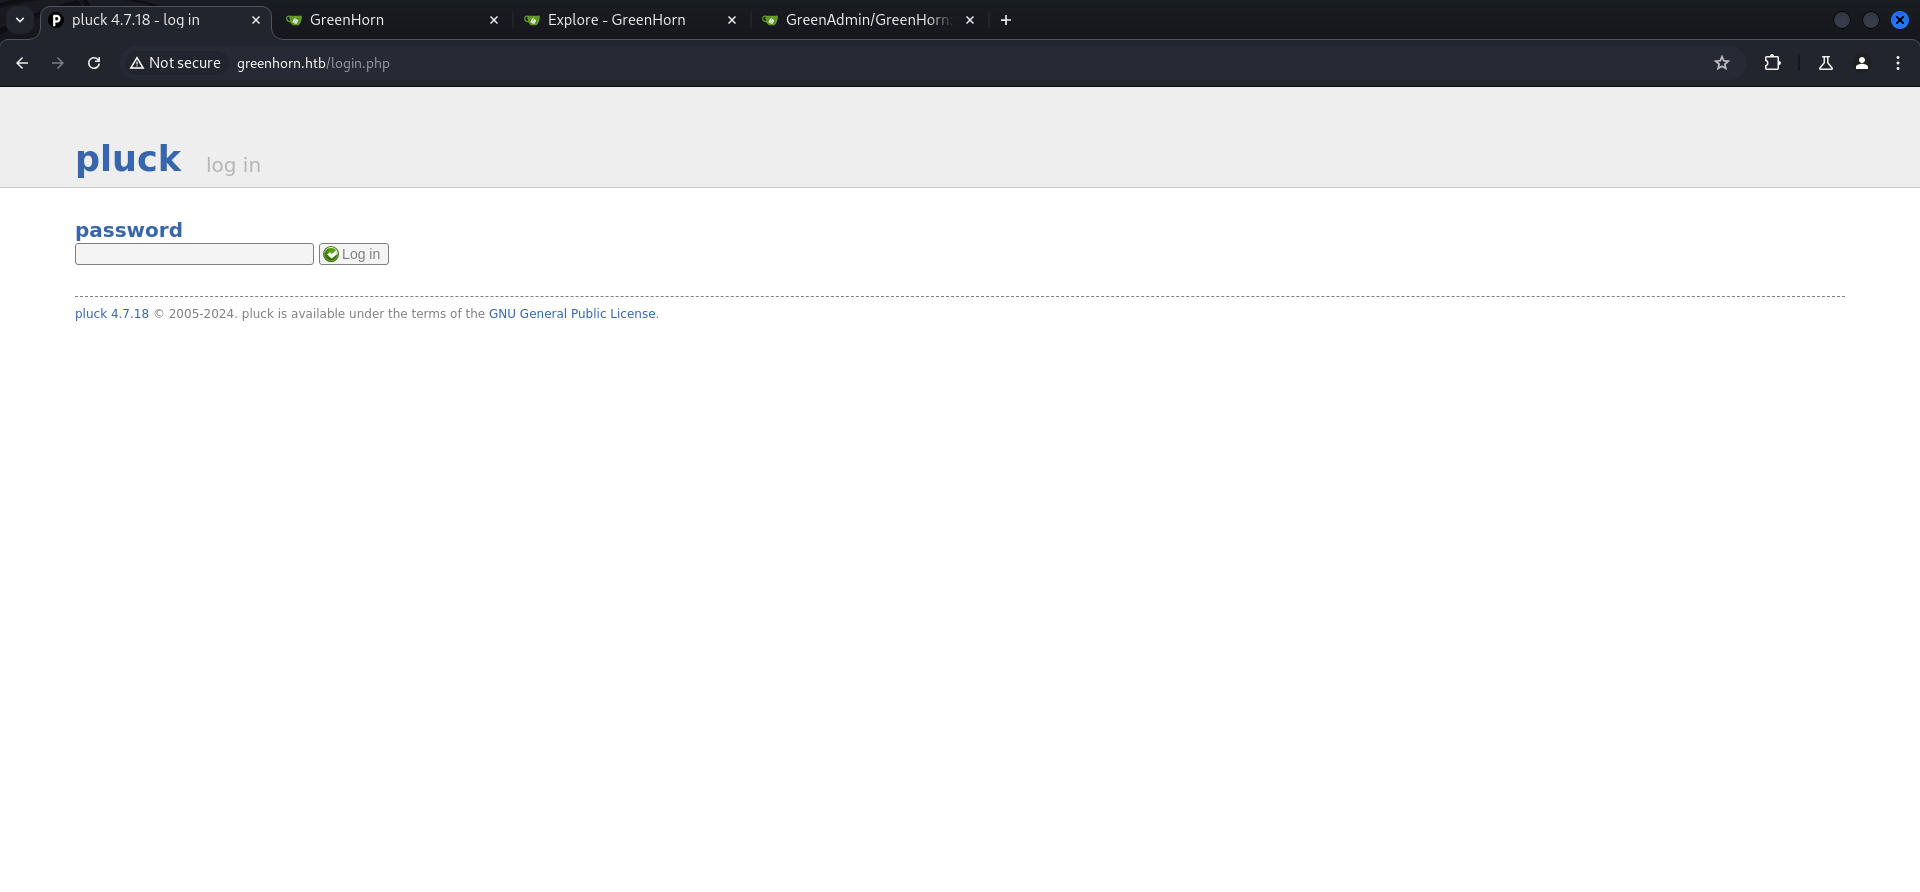 pluck 4.7.18 - log in
GreenHorn
Explore - GreenHorn
GreenAdmin/GreenHorn:
Not secure
greenhorn.htb/login.php
pluck log in
password
Log in
pluck 4.7.18 © 2005-2024. pluck is available under the terms of the GNU General Public License.